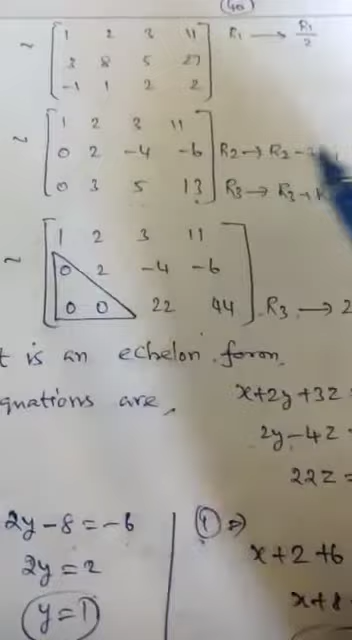 (40)
~ [ 1 2 3 11 ] R1 → R1/2
3 8 5 27
-1 1 2 2
~ [ 1 2 3 11 ]
0 2 -4 -6 R2 → R2 - 3
0 3 5 13 R3 → R3 +
~ [ 1 2 3 11 ]
0 2 -4 -6
0 0 22 44 R3 → 2
t is an echelon form
quations are, x+2y+3z =
2y-4z =
22z =
2y-8 = -6
2y = 2
y = 1
① ⇒
x+2+6
x+8